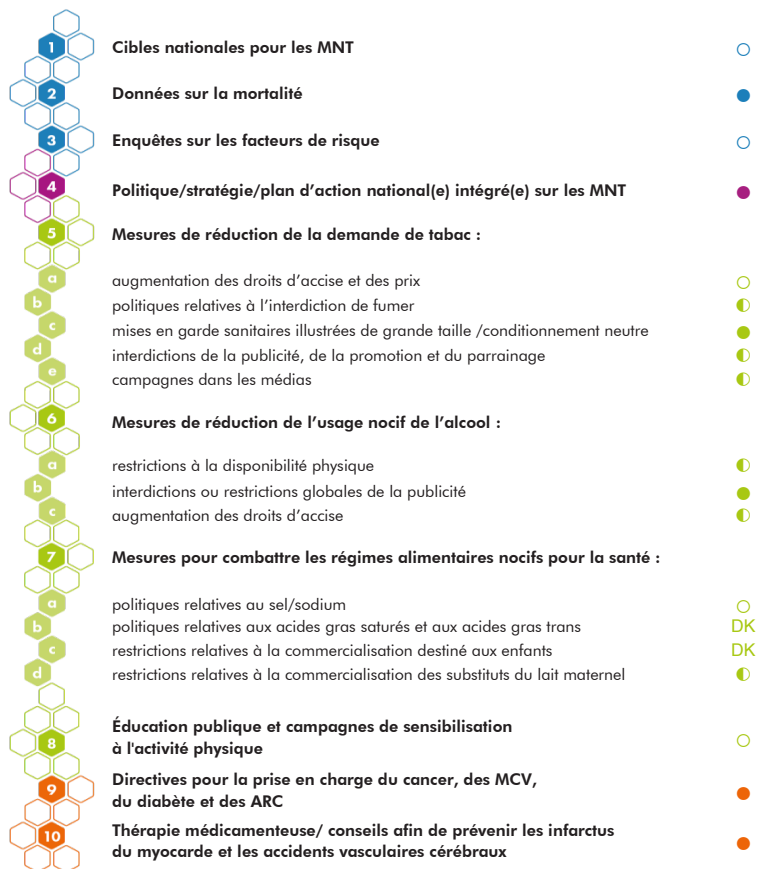 1 Cibles nationales pour les MNT ○
2 Données sur la mortalité ●
3 Enquêtes sur les facteurs de risque ○
4 Politique/stratégie/plan d’action national(e) intégré(e) sur les MNT ●
5 Mesures de réduction de la demande de tabac :
a augmentation des droits d’accise et des prix ○
b politiques relatives à l’interdiction de fumer ◐
c mises en garde sanitaires illustrées de grande taille /conditionnement neutre ●
d interdictions de la publicité, de la promotion et du parrainage ◐
e campagnes dans les médias ◐
6 Mesures de réduction de l’usage nocif de l’alcool :
a restrictions à la disponibilité physique ◐
b interdictions ou restrictions globales de la publicité ●
c augmentation des droits d’accise ◐
7 Mesures pour combattre les régimes alimentaires nocifs pour la santé :
a politiques relatives au sel/sodium ○
b politiques relatives aux acides gras saturés et aux acides gras trans DK
c restrictions relatives à la commercialisation destiné aux enfants DK
d restrictions relatives à la commercialisation des substituts du lait maternel ◐
Éducation publique et campagnes de sensibilisation
8 à l'activité physique ○
9 Directives pour la prise en charge du cancer, des MCV,
du diabète et des ARC ●
10 Thérapie médicamenteuse/ conseils afin de prévenir les infarctus
du myocarde et les accidents vasculaires cérébraux ●